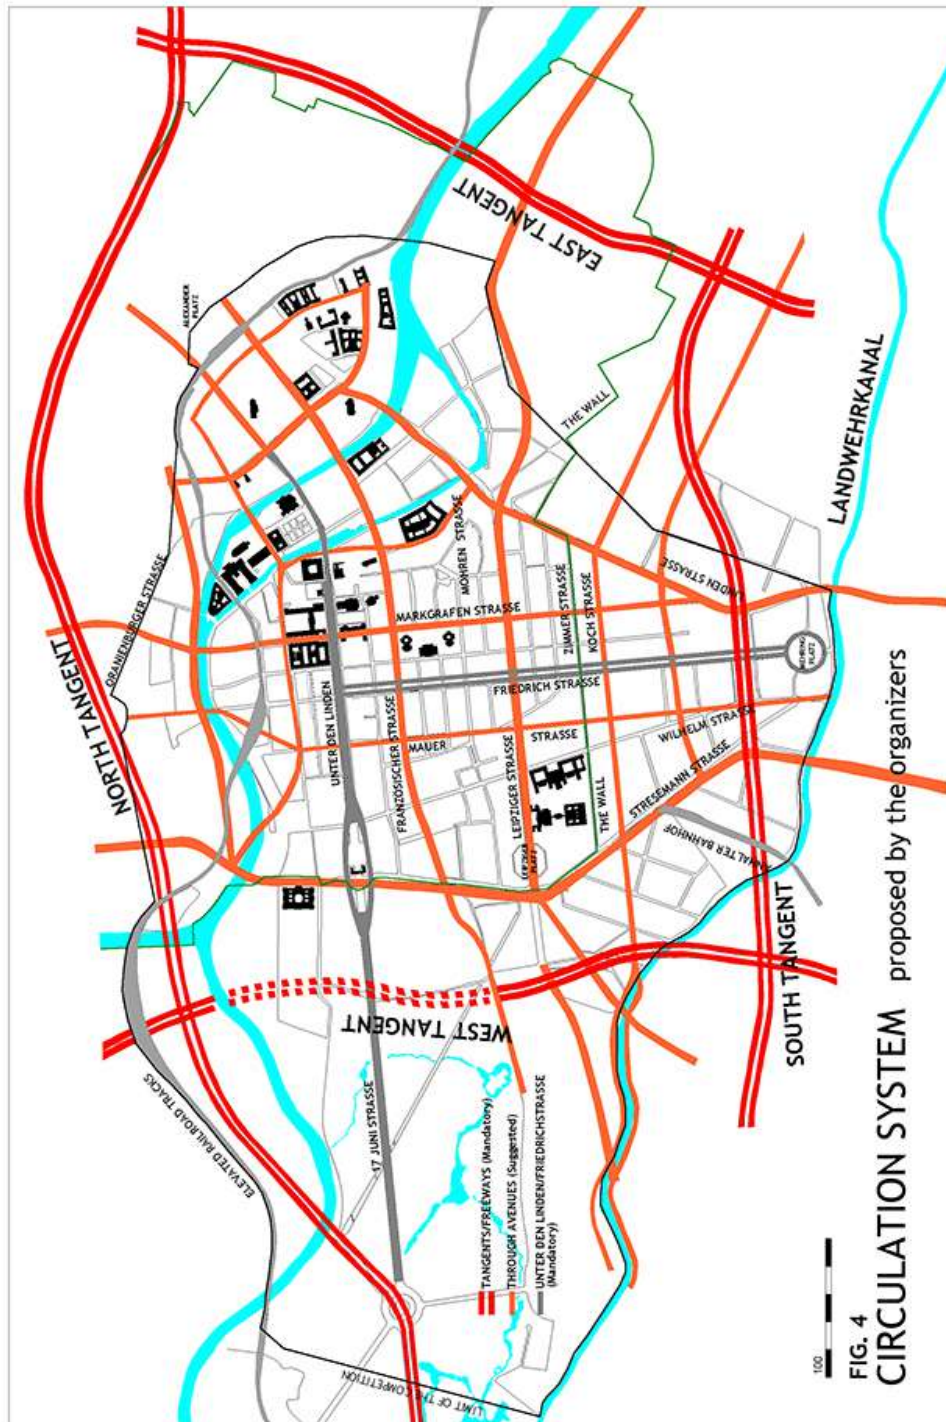 NORTH TANGENT
EAST TANGENT
WEST TANGENT
SOUTH TANGENT
ALEXANDER
PLATZ
ORANIENBURGER STRASSE
ELEVATED RAILROAD TRACKS
UNTER DEN LINDEN
17 JUNI STRASSE
FRANZÖSISCHER STRASSE
MARKGRAFEN STRASSE
MOHREN STRASSE
FRIEDRICH STRASSE
MAUER
STRASSE
LEIPZIGER STRASSE
PLATZ
ZIMMER STRASSE
KOCH STRASSE
THE WALL
THE WALL
LINDEN STRASSE
WILHELM STRASSE
STRESEMANN STRASSE
ANHALTER BAHNHOF
PLATZ
LANDWEHRKANAL
LIMIT OF THE COMPETITION
TANGENTS/FREEWAYS (Mandatory)
THROUGH AVENUES (Suggested)
UNTER DEN LINDEN/FRIEDRICHSTRASSE
(Mandatory)
100
FIG. 4
CIRCULATION SYSTEM proposed by the organizers